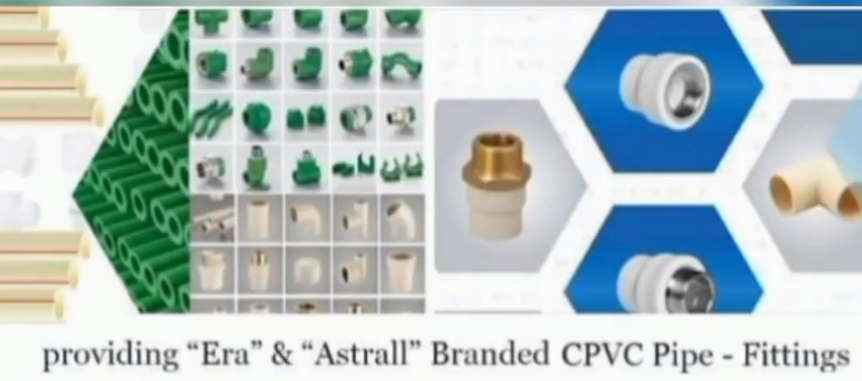 providing “Era” & “Astrall” Branded CPVC Pipe - Fittings